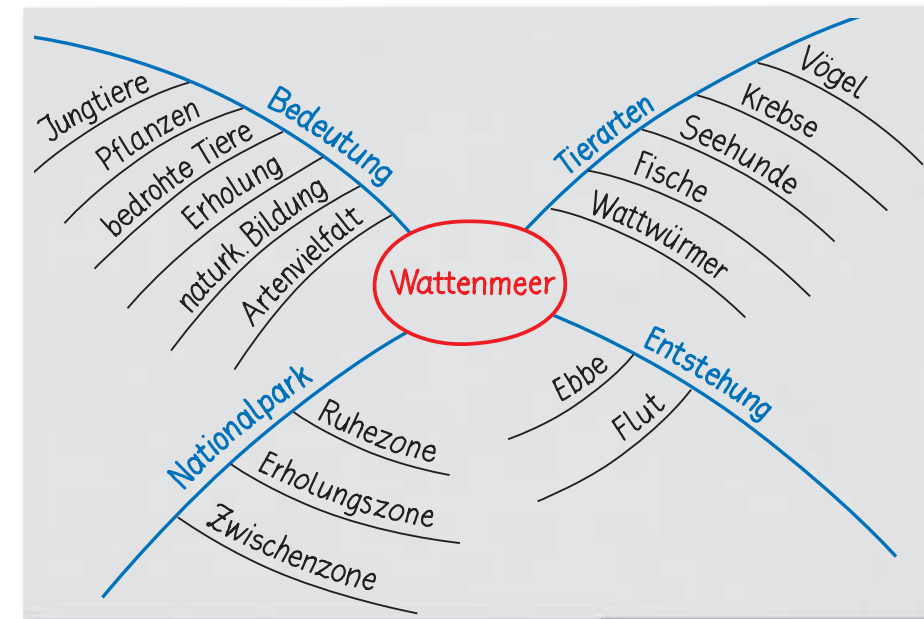 Wattenmeer
Bedeutung
Jungtiere
Pflanzen
bedrohte Tiere
Erholung
naturk. Bildung
Artenvielfalt
Tierarten
Vögel
Krebse
Seehunde
Fische
Wattwürmer
Nationalpark
Ruhezone
Erholungszone
Zwischenzone
Entstehung
Ebbe
Flut